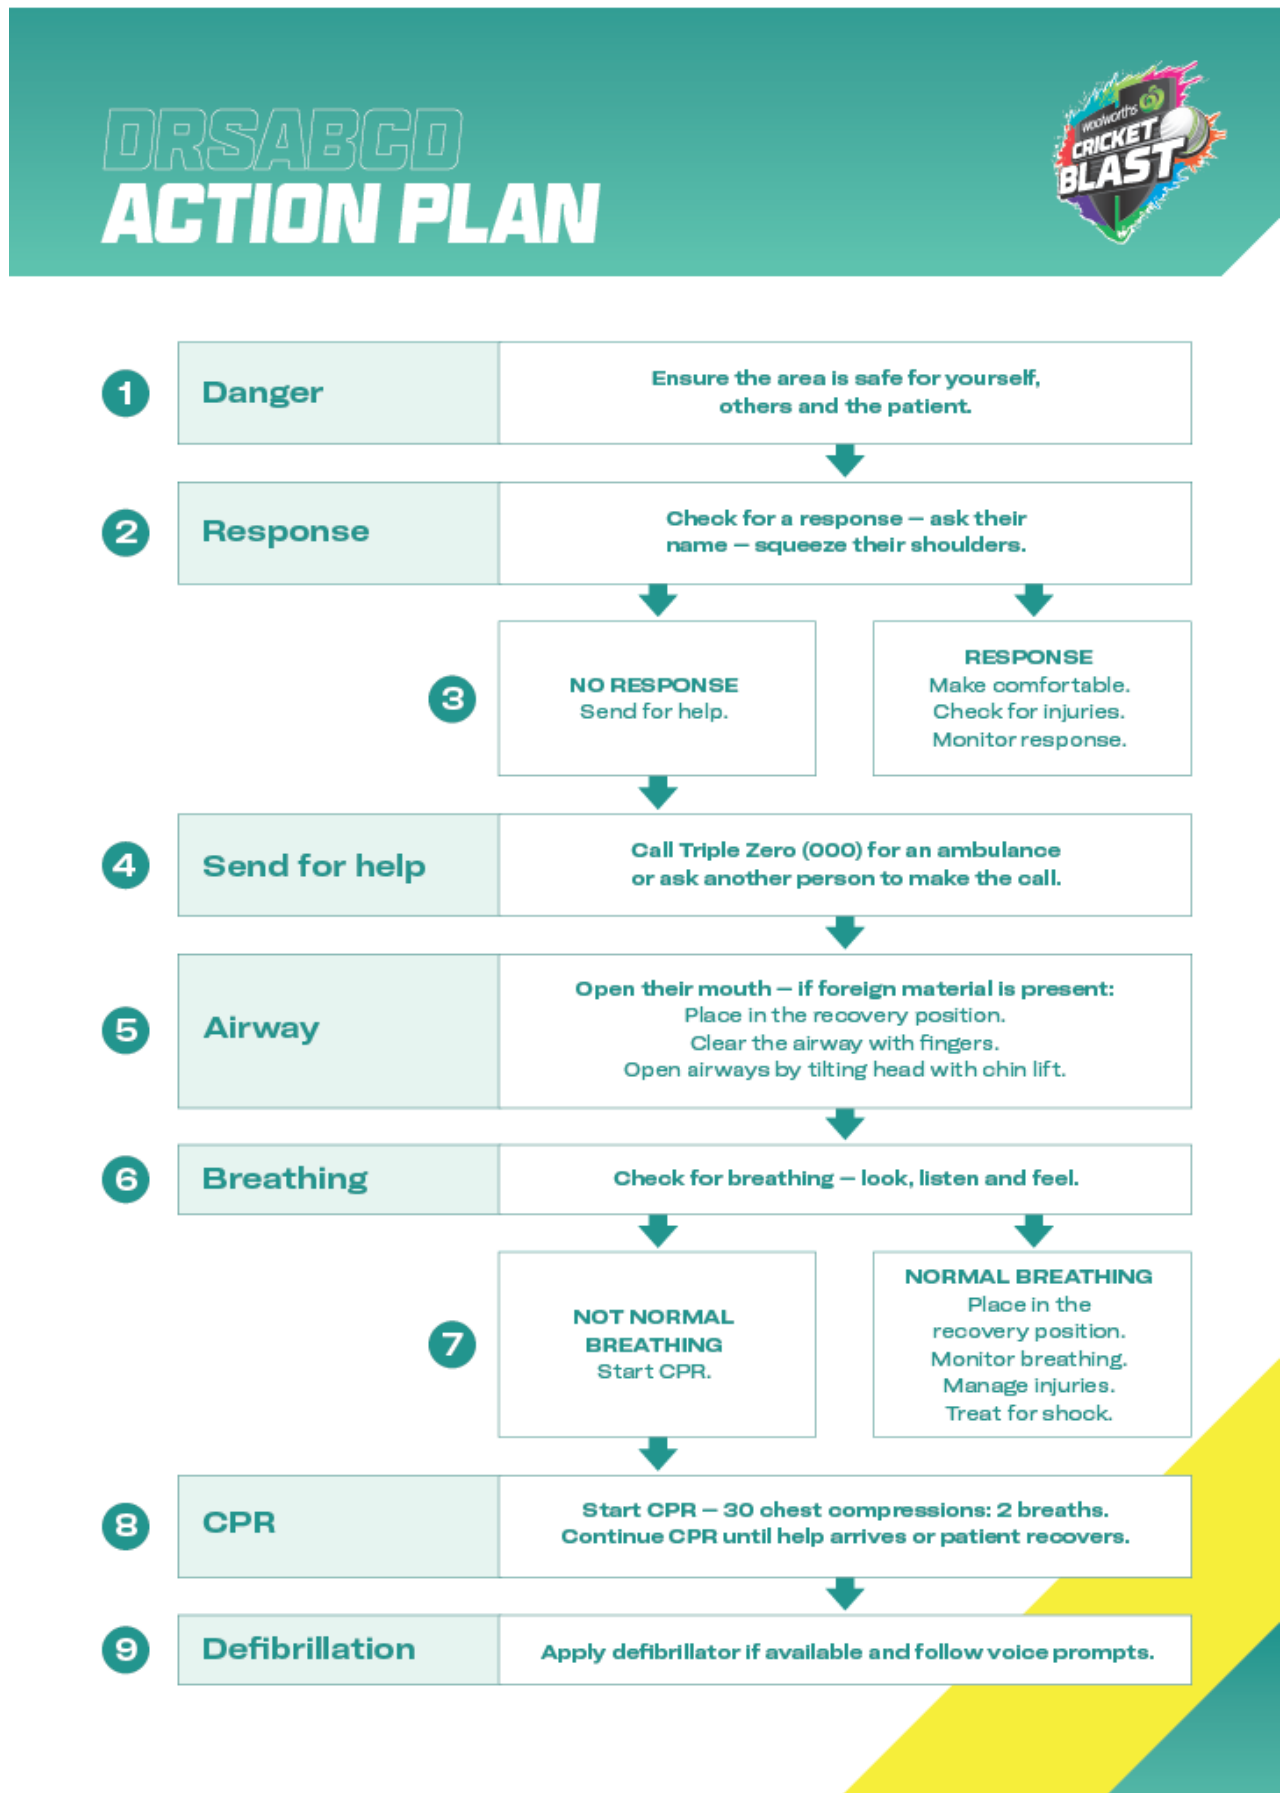 DRSABCD
ACTION PLAN
woolworths
CRICKET
BLAST
1
Danger
Ensure the area is safe for yourself,
others and the patient.
2
Response
Check for a response – ask their
name – squeeze their shoulders.
3
NO RESPONSE
Send for help.
RESPONSE
Make comfortable.
Check for injuries.
Monitor response.
4
Send for help
Call Triple Zero (000) for an ambulance
or ask another person to make the call.
5
Airway
Open their mouth – if foreign material is present:
Place in the recovery position.
Clear the airway with fingers.
Open airways by tilting head with chin lift.
6
Breathing
Check for breathing – look, listen and feel.
7
NOT NORMAL
BREATHING
Start CPR.
NORMAL BREATHING
Place in the
recovery position.
Monitor breathing.
Manage injuries.
Treat for shock.
8
CPR
Start CPR – 30 chest compressions: 2 breaths.
Continue CPR until help arrives or patient recovers.
9
Defibrillation
Apply defibrillator if available and follow voice prompts.